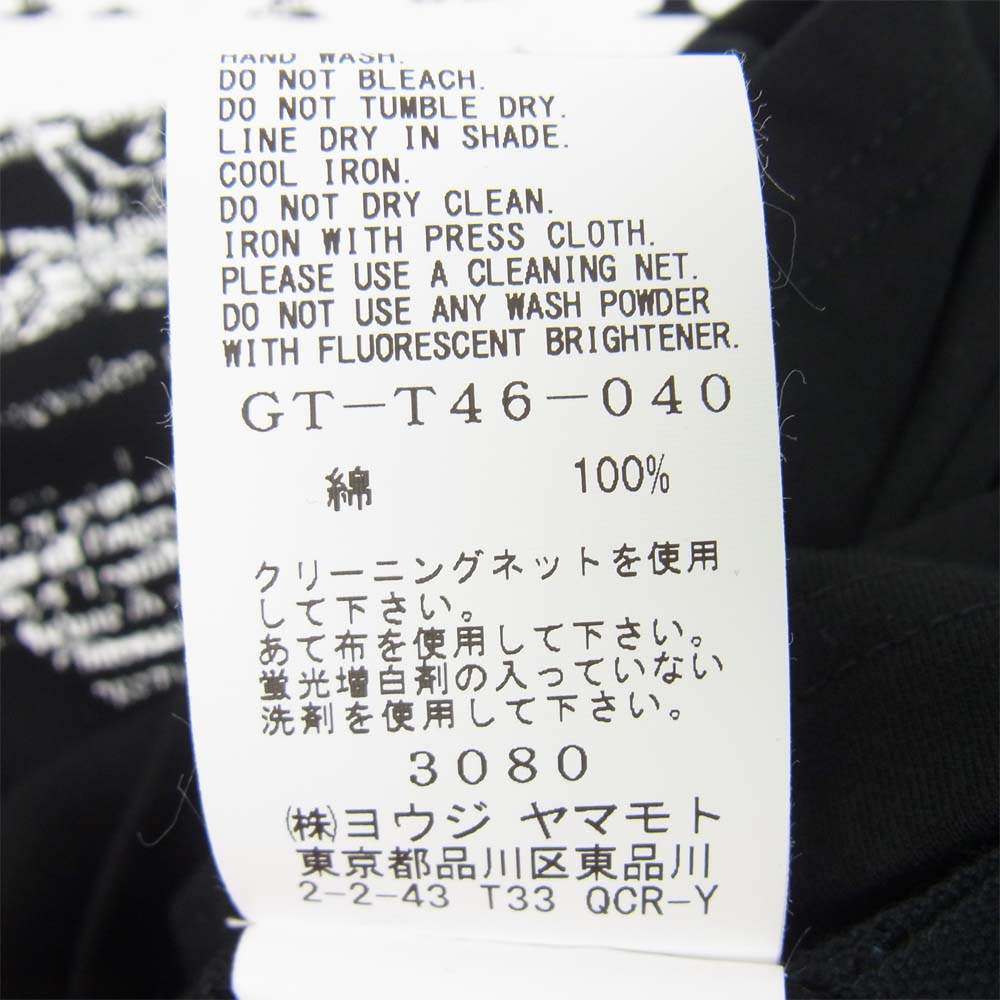 HAND WASH.
DO NOT BLEACH.
DO NOT TUMBLE DRY.
LINE DRY IN SHADE.
COOL IRON.
DO NOT DRY CLEAN.
IRON WITH PRESS CLOTH.
PLEASE USE A CLEANING NET.
DO NOT USE ANY WASH POWDER
WITH FLUORESCENT BRIGHTENER.
GT-T46-040
綿 100%
クリーニングネットを使用
して下さい。
あて布を使用して下さい。
蛍光増白剤の入っていない
洗剤を使用して下さい。
3080
㈱ヨウジ ヤマモト
東京都品川区東品川
2-2-43 T33 QCR-Y